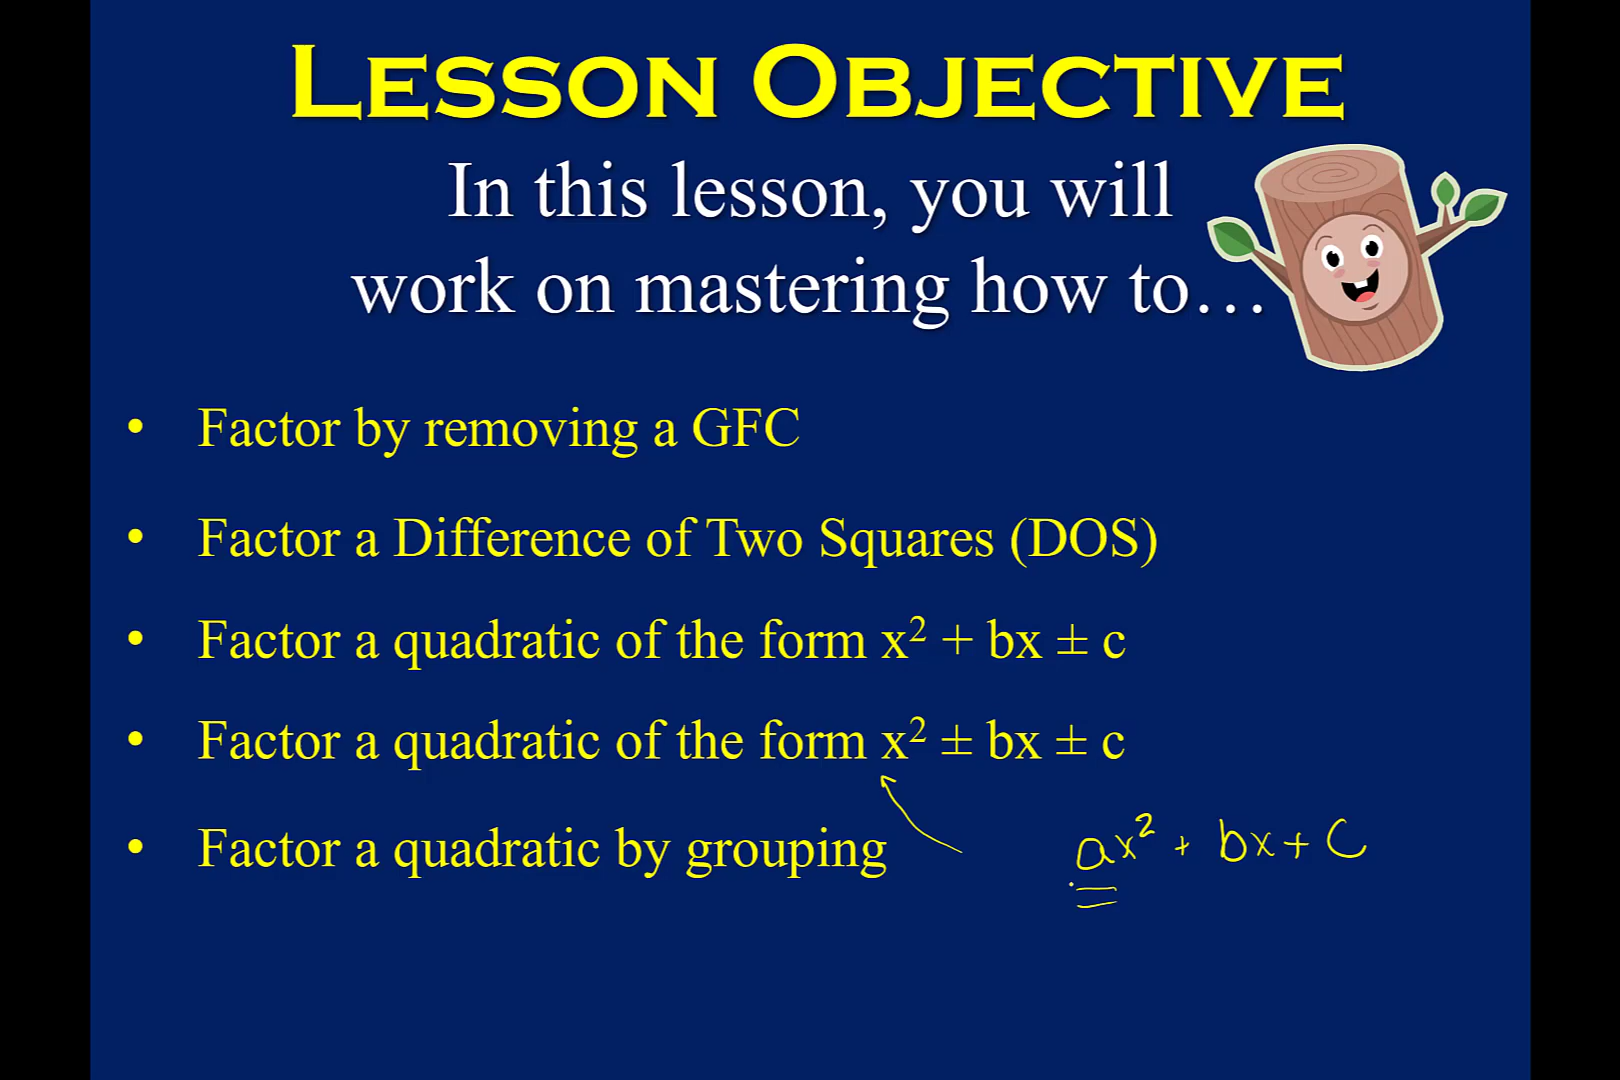 LESSON OBJECTIVE
In this lesson, you will
work on mastering how to…
• Factor by removing a GFC
• Factor a Difference of Two Squares (DOS)
• Factor a quadratic of the form x² + bx ± c
• Factor a quadratic of the form x² ± bx ± c
• Factor a quadratic by grouping
ax² + bx + c